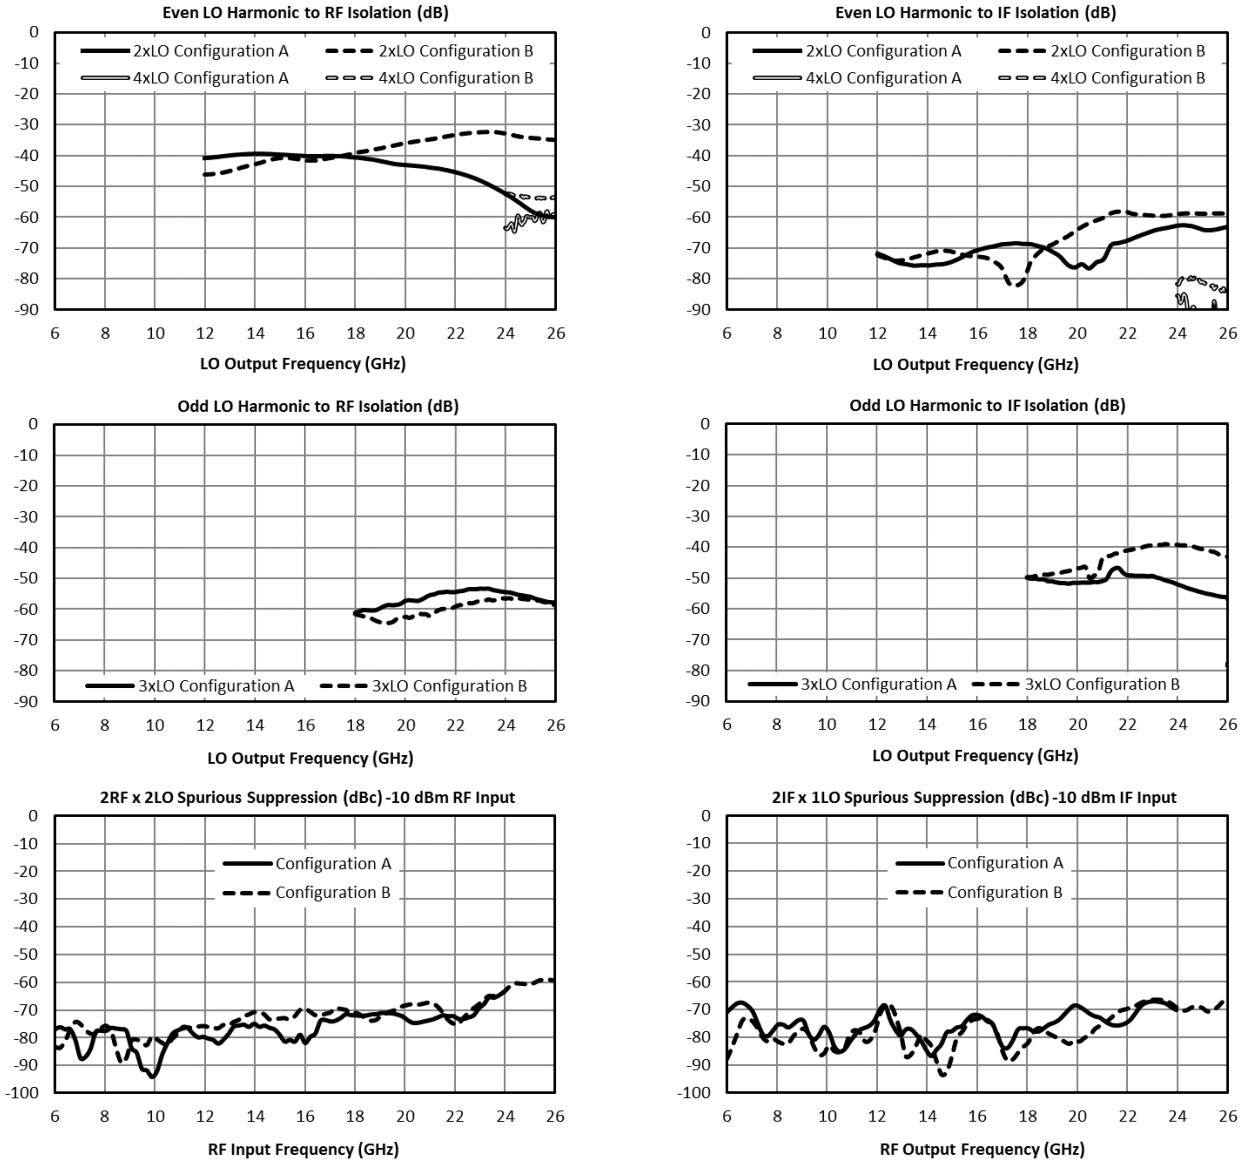 Even LO Harmonic to RF Isolation (dB)
0
-10
-20
-30
-40
-50
-60
-70
-80
-90
2xLO Configuration A
2xLO Configuration B
4xLO Configuration A
4xLO Configuration B
6 8 10 12 14 16 18 20 22 24 26
LO Output Frequency (GHz)
Even LO Harmonic to IF Isolation (dB)
0
-10
-20
-30
-40
-50
-60
-70
-80
-90
2xLO Configuration A
2xLO Configuration B
4xLO Configuration A
4xLO Configuration B
6 8 10 12 14 16 18 20 22 24 26
LO Output Frequency (GHz)
Odd LO Harmonic to RF Isolation (dB)
0
-10
-20
-30
-40
-50
-60
-70
-80
-90
3xLO Configuration A
3xLO Configuration B
6 8 10 12 14 16 18 20 22 24 26
LO Output Frequency (GHz)
Odd LO Harmonic to IF Isolation (dB)
0
-10
-20
-30
-40
-50
-60
-70
-80
-90
3xLO Configuration A
3xLO Configuration B
6 8 10 12 14 16 18 20 22 24 26
LO Output Frequency (GHz)
2RF x 2LO Spurious Suppression (dBc) -10 dBm RF Input
0
-10
-20
-30
-40
-50
-60
-70
-80
-90
-100
Configuration A
Configuration B
6 8 10 12 14 16 18 20 22 24 26
RF Input Frequency (GHz)
2IF x 1LO Spurious Suppression (dBc) -10 dBm IF Input
0
-10
-20
-30
-40
-50
-60
-70
-80
-90
-100
Configuration A
Configuration B
6 8 10 12 14 16 18 20 22 24 26
RF Output Frequency (GHz)